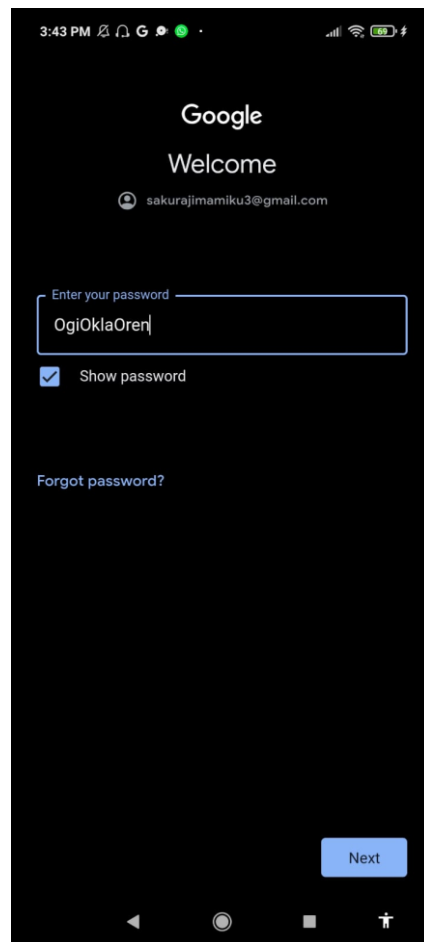 3:43 PM G 69
Google
Welcome
sakurajimamiku3@gmail.com
Enter your password
OgiOklaOren
Show password
Forgot password?
Next